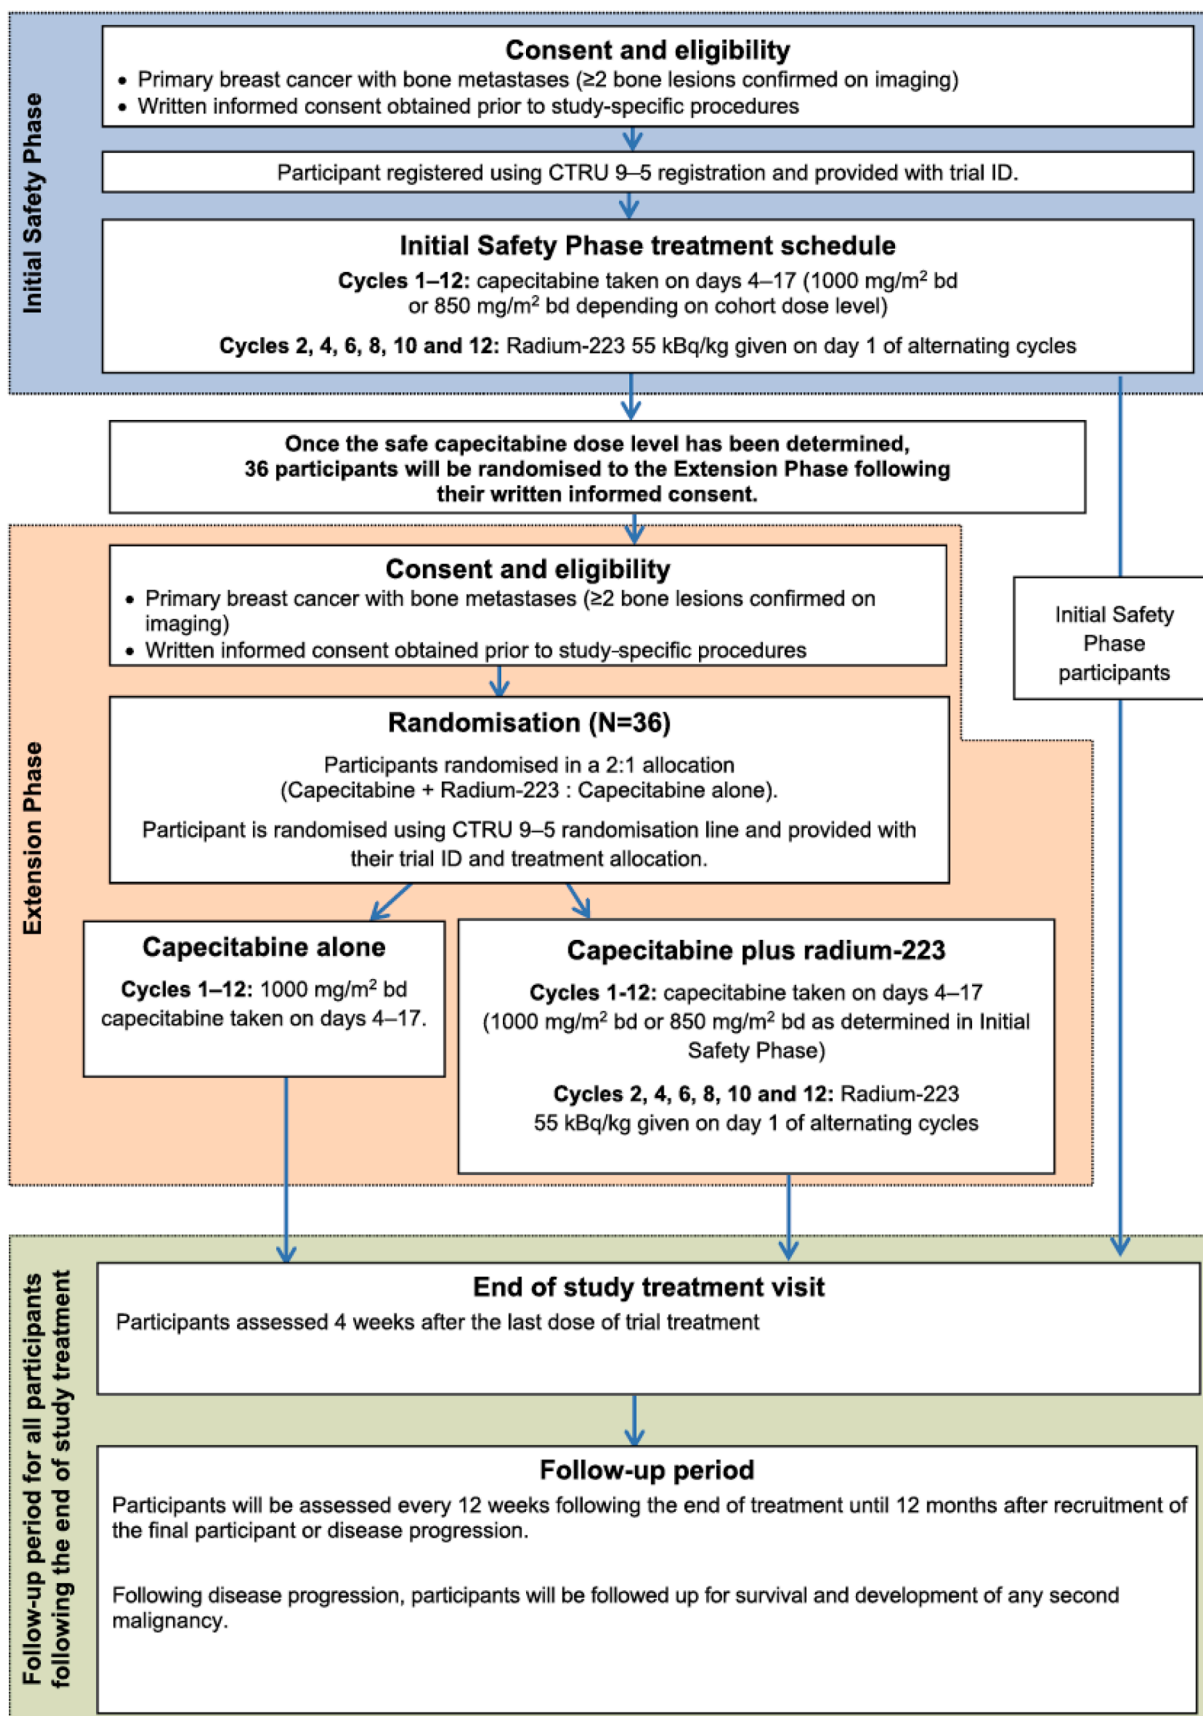 Initial Safety Phase
Consent and eligibility
• Primary breast cancer with bone metastases (≥2 bone lesions confirmed on imaging)
• Written informed consent obtained prior to study-specific procedures
Participant registered using CTRU 9–5 registration and provided with trial ID.
Initial Safety Phase treatment schedule
Cycles 1–12: capecitabine taken on days 4–17 (1000 mg/m² bd
or 850 mg/m² bd depending on cohort dose level)
Cycles 2, 4, 6, 8, 10 and 12: Radium-223 55 kBq/kg given on day 1 of alternating cycles
Once the safe capecitabine dose level has been determined,
36 participants will be randomised to the Extension Phase following
their written informed consent.
Initial Safety
Phase
participants
Extension Phase
Consent and eligibility
• Primary breast cancer with bone metastases (≥2 bone lesions confirmed on
imaging)
• Written informed consent obtained prior to study-specific procedures
Randomisation (N=36)
Participants randomised in a 2:1 allocation
(Capecitabine + Radium-223 : Capecitabine alone).
Participant is randomised using CTRU 9–5 randomisation line and provided with
their trial ID and treatment allocation.
Capecitabine alone
Cycles 1–12: 1000 mg/m² bd
capecitabine taken on days 4–17.
Capecitabine plus radium-223
Cycles 1-12: capecitabine taken on days 4–17
(1000 mg/m² bd or 850 mg/m² bd as determined in Initial
Safety Phase)
Cycles 2, 4, 6, 8, 10 and 12: Radium-223
55 kBq/kg given on day 1 of alternating cycles
Follow-up period for all participants
following the end of study treatment
End of study treatment visit
Participants assessed 4 weeks after the last dose of trial treatment
Follow-up period
Participants will be assessed every 12 weeks following the end of treatment until 12 months after recruitment of
the final participant or disease progression.
Following disease progression, participants will be followed up for survival and development of any second
malignancy.